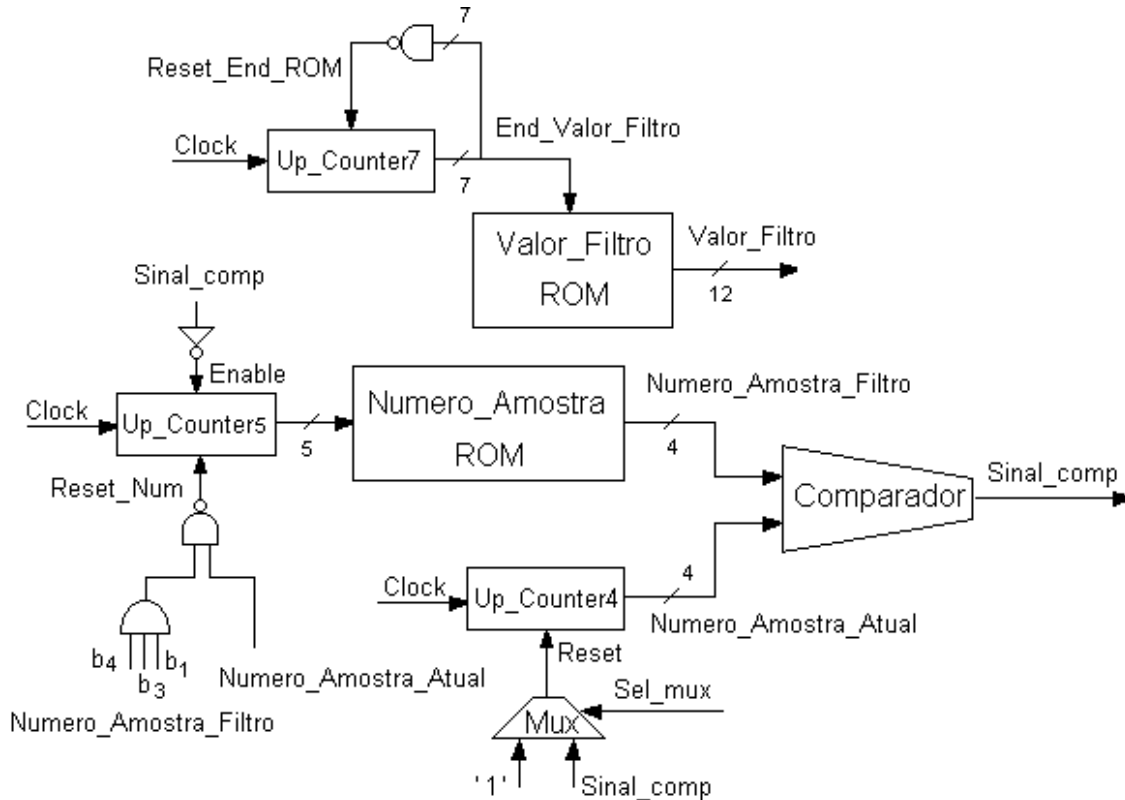 7
Reset_End_ROM
Clock
Up_Counter7
7
End_Valor_Filtro
Valor_Filtro
ROM
Valor_Filtro
12
Sinal_comp
Enable
Clock
Up_Counter5
5
Numero_Amostra
ROM
Numero_Amostra_Filtro
4
Reset_Num
Comparador
Sinal_comp
Clock
Up_Counter4
4
Numero_Amostra_Atual
Reset
b4
b3
b1
Numero_Amostra_Atual
Numero_Amostra_Filtro
Sel_mux
Mux
'1'
Sinal_comp